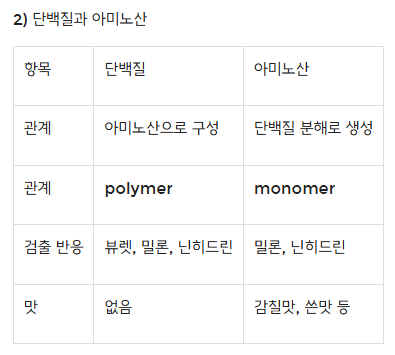 2) 단백질과 아미노산
항목 단백질 아미노산
관계 아미노산으로 구성 단백질 분해로 생성
관계 polymer monomer
검출 반응 뷰렛, 밀론, 닌히드린 밀론, 닌히드린
맛 없음 감칠맛, 쓴맛 등